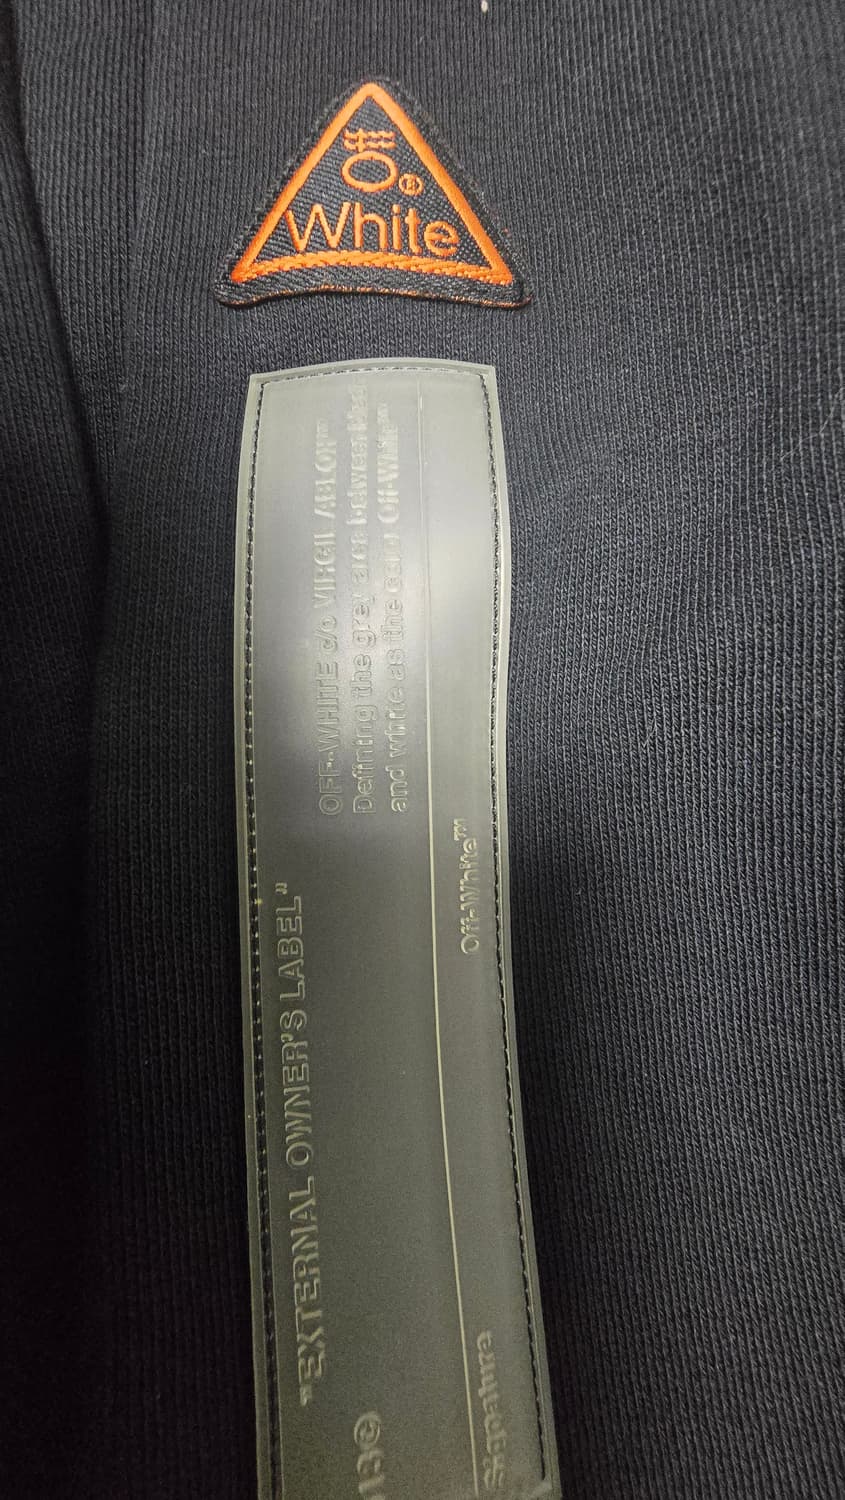 O®
White
"EXTERNAL OWNER'S LABEL"
OFF-WHITE c/o VIRGIL ABLOH™
Defining the grey area between black
and white as the color Off-White™
Off-White™
Signature
13©